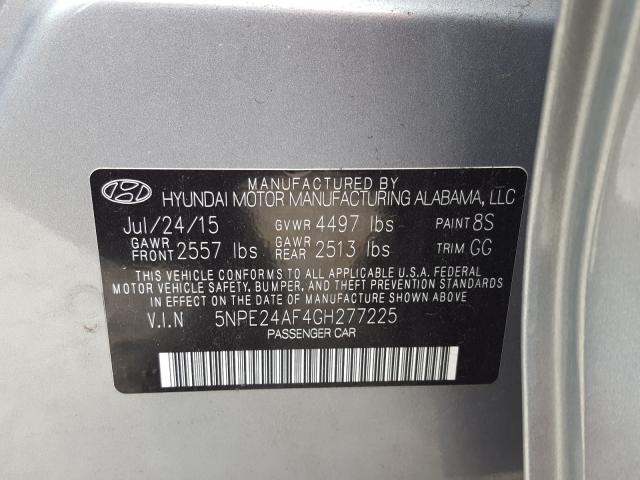 MANUFACTURED BY
HYUNDAI MOTOR MANUFACTURING ALABAMA, LLC
Jul/24/15 GVWR 4497 lbs PAINT 8S
GAWR FRONT 2557 lbs GAWR REAR 2513 lbs TRIM GG
THIS VEHICLE CONFORMS TO ALL APPLICABLE U.S.A. FEDERAL
MOTOR VEHICLE SAFETY, BUMPER, AND THEFT PREVENTION STANDARDS
IN EFFECT ON THE DATE OF MANUFACTURE SHOWN ABOVE.
V.I.N 5NPE24AF4GH277225
PASSENGER CAR